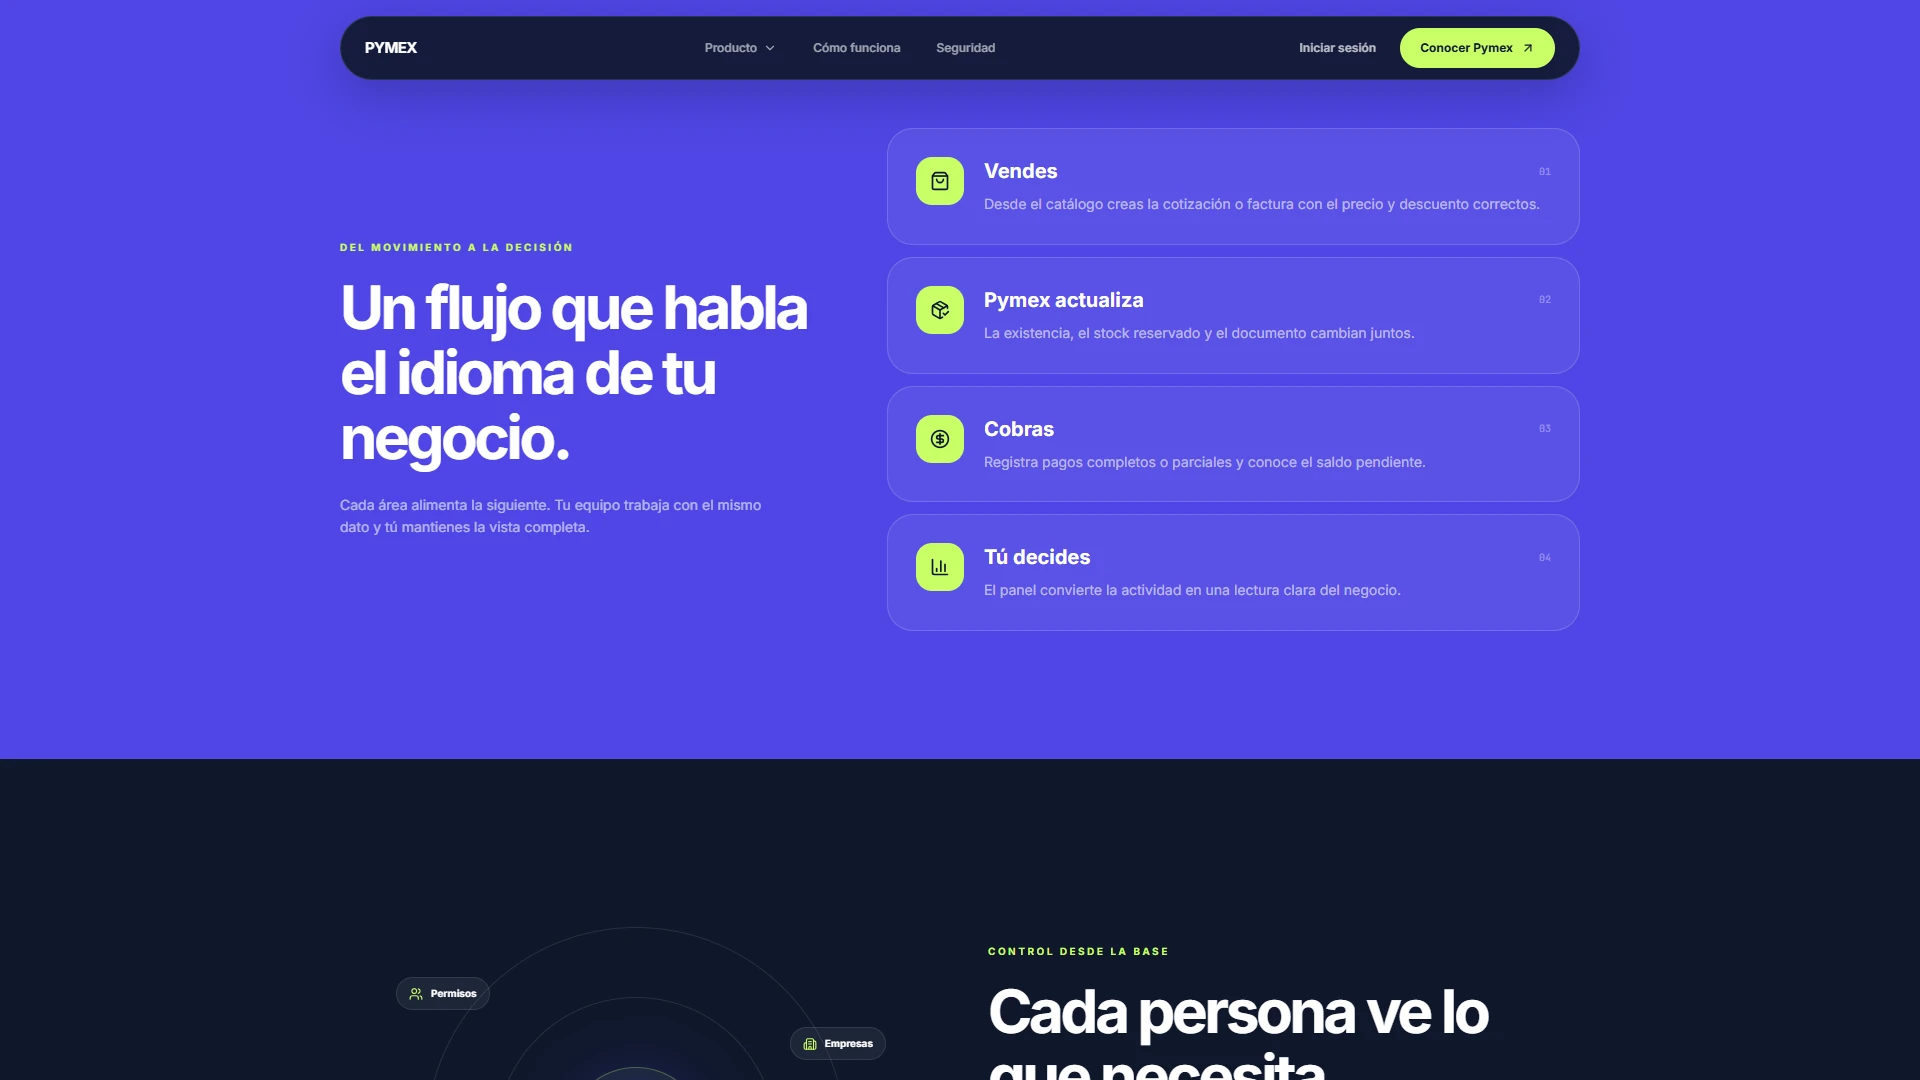 PYMEX
Producto
Cómo funciona
Seguridad
Iniciar sesión
Conocer Pymex
DEL MOVIMIENTO A LA DECISIÓN
Un flujo que habla
el idioma de tu
negocio.
Cada área alimenta la siguiente. Tu equipo trabaja con el mismo
dato y tú mantienes la vista completa.
Vendes
01
Desde el catálogo creas la cotización o factura con el precio y descuento correctos.
Pymex actualiza
02
La existencia, el stock reservado y el documento cambian juntos.
Cobras
03
Registra pagos completos o parciales y conoce el saldo pendiente.
Tú decides
04
El panel convierte la actividad en una lectura clara del negocio.
Permisos
Empresas
CONTROL DESDE LA BASE
Cada persona ve lo
que necesita